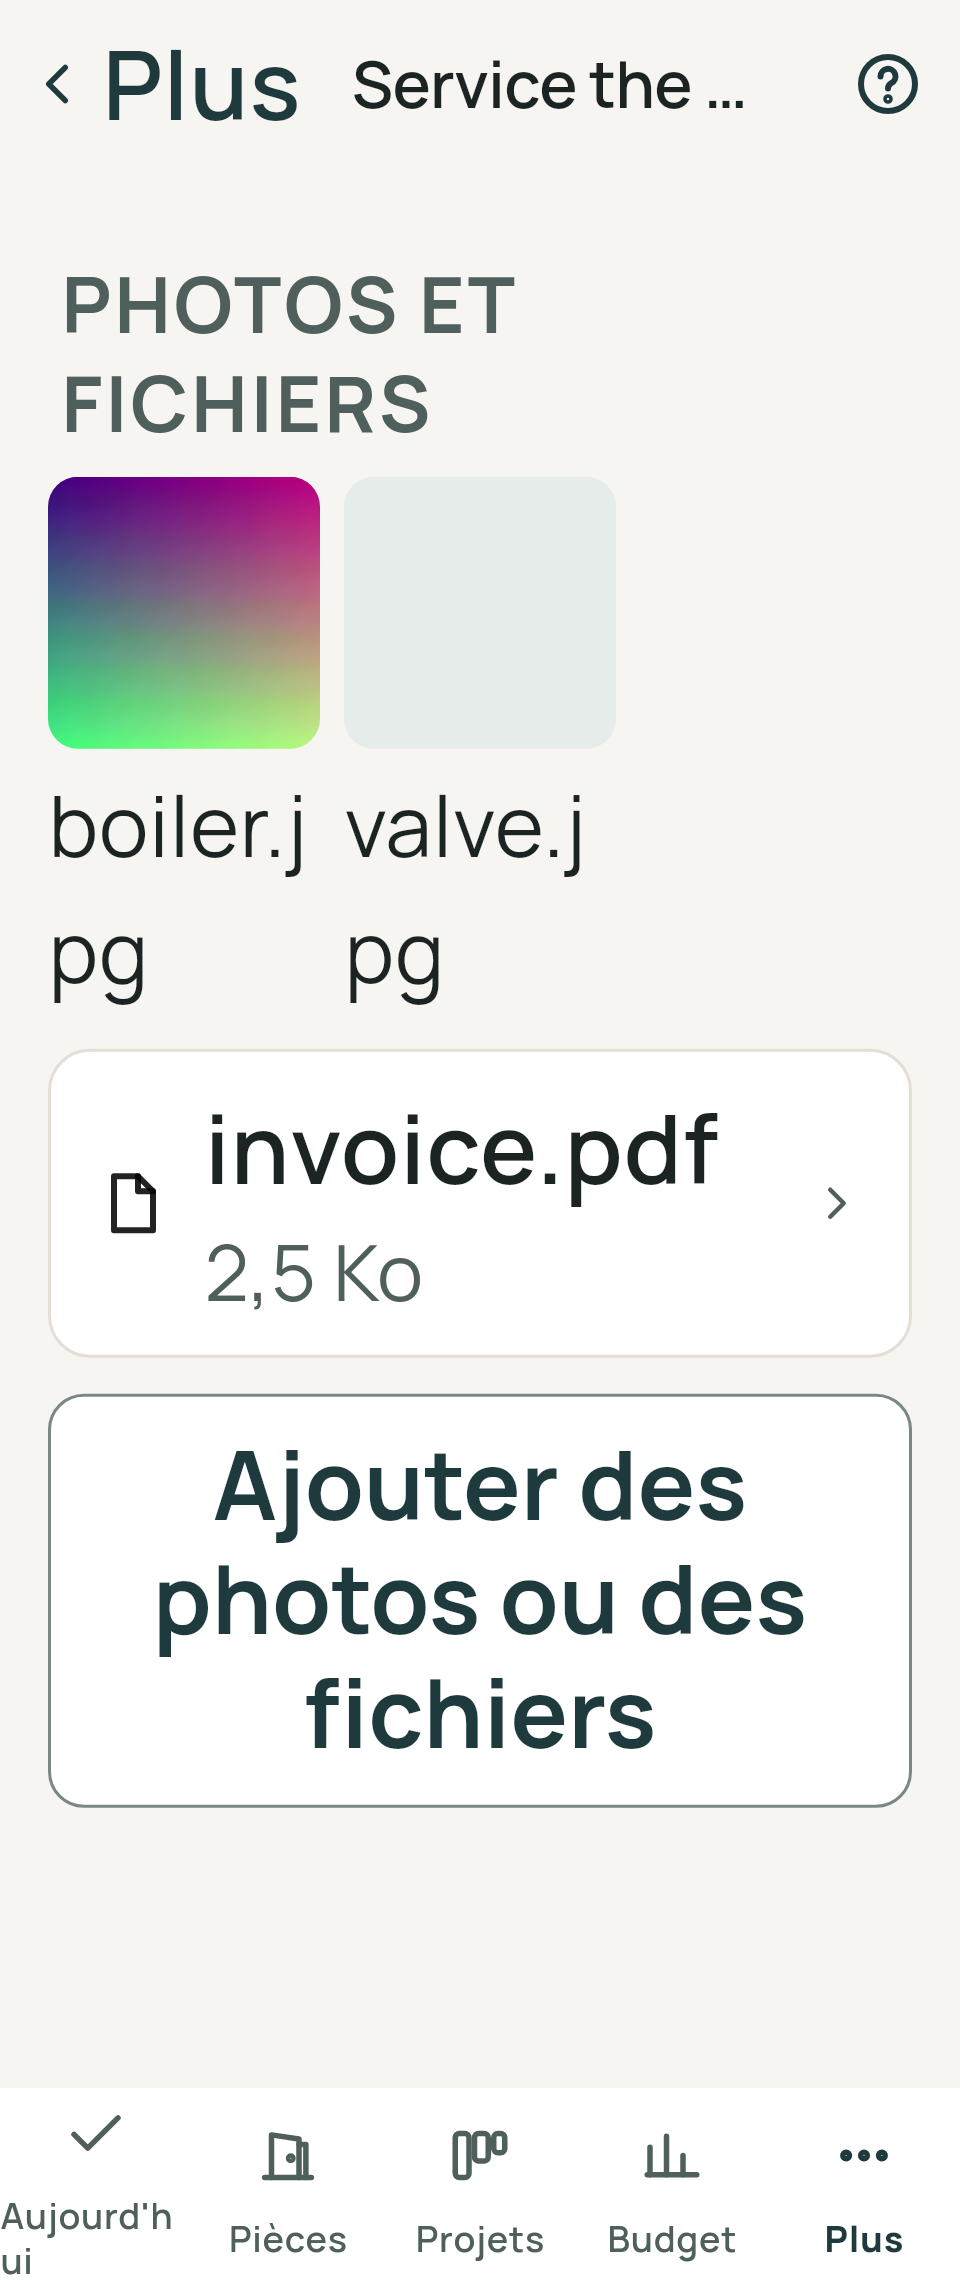 Plus Service the ...
PHOTOS ET
FICHIERS
boiler.j valve.j
pg pg
invoice.pdf
2,5 Ko
Ajouter des
photos ou des
fichiers
Aujourd'h
ui
Pièces
Projets
Budget
Plus